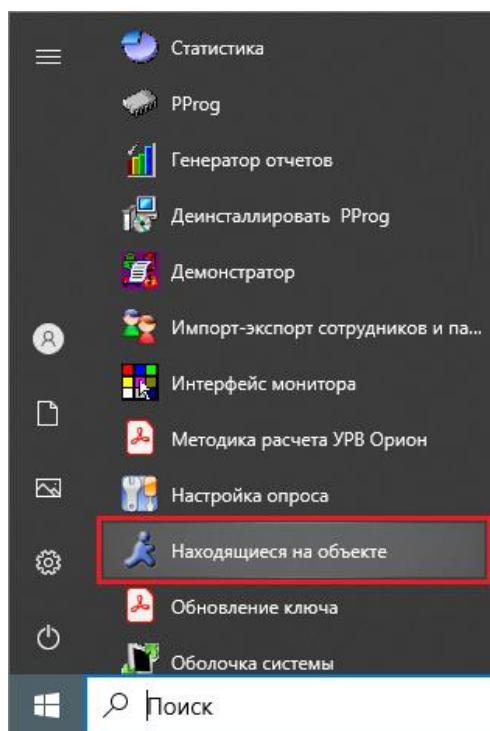 Статистика
PProg
Генератор отчетов
Деинсталлировать PProg
Демонстратор
Импорт-экспорт сотрудников и па...
Интерфейс монитора
Методика расчета УРВ Орион
Настройка опроса
Находящиеся на объекте
Обновление ключа
Оболочка системы
Поиск